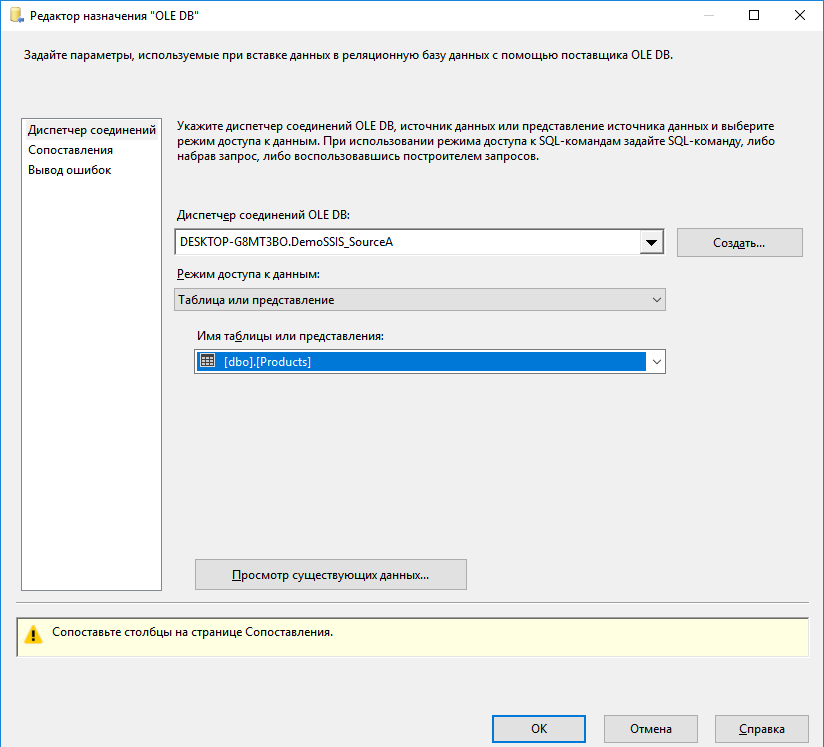 Редактор назначения "OLE DB"
Задайте параметры, используемые при вставке данных в реляционную базу данных с помощью поставщика OLE DB.
Диспетчер соединений
Сопоставления
Вывод ошибок
Укажите диспетчер соединений OLE DB, источник данных или представление источника данных и выберите
режим доступа к данным. При использовании режима доступа к SQL-командам задайте SQL-команду, либо
набрав запрос, либо воспользовавшись построителем запросов.
Диспетчер соединений OLE DB:
DESKTOP-G8MT3BO.DemoSSIS_SourceA
Создать...
Режим доступа к данным:
Таблица или представление
Имя таблицы или представления:
[dbo].[Products]
Просмотр существующих данных...
Сопоставьте столбцы на странице Сопоставления.
OK
Отмена
Справка